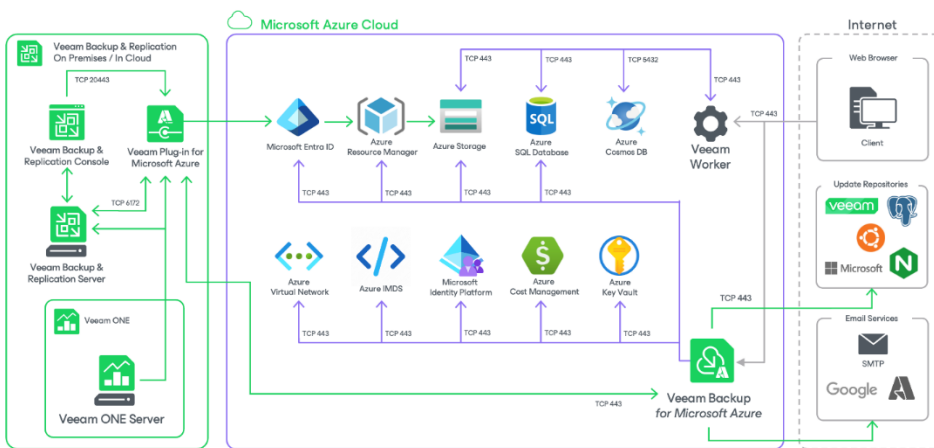 Microsoft Azure Cloud
Internet
Veeam Backup & Replication
On Premises / In Cloud
TCP 20443
Veeam Backup &
Replication Console
Veeam Plug-in for
Microsoft Azure
TCP 6172
Veeam Backup &
Replication Server
Veeam ONE
Veeam ONE Server
TCP 443
TCP 443
TCP 5432
TCP 443
Microsoft Entra ID
Azure
Resource Manager
Azure Storage
SQL
Azure
SQL Database
Azure
Cosmos DB
Veeam
Worker
TCP 443
TCP 443
TCP 443
TCP 443
Azure
Virtual Network
Azure IMDS
Microsoft
Identity Platform
$
Azure
Cost Management
Azure
Key Vault
TCP 443
TCP 443
TCP 443
TCP 443
TCP 443
TCP 443
Veeam Backup
for Microsoft Azure
Web Browser
TCP 443
Client
Update Repositories
veeam
Microsoft
N
TCP 443
Email Services
SMTP
Google